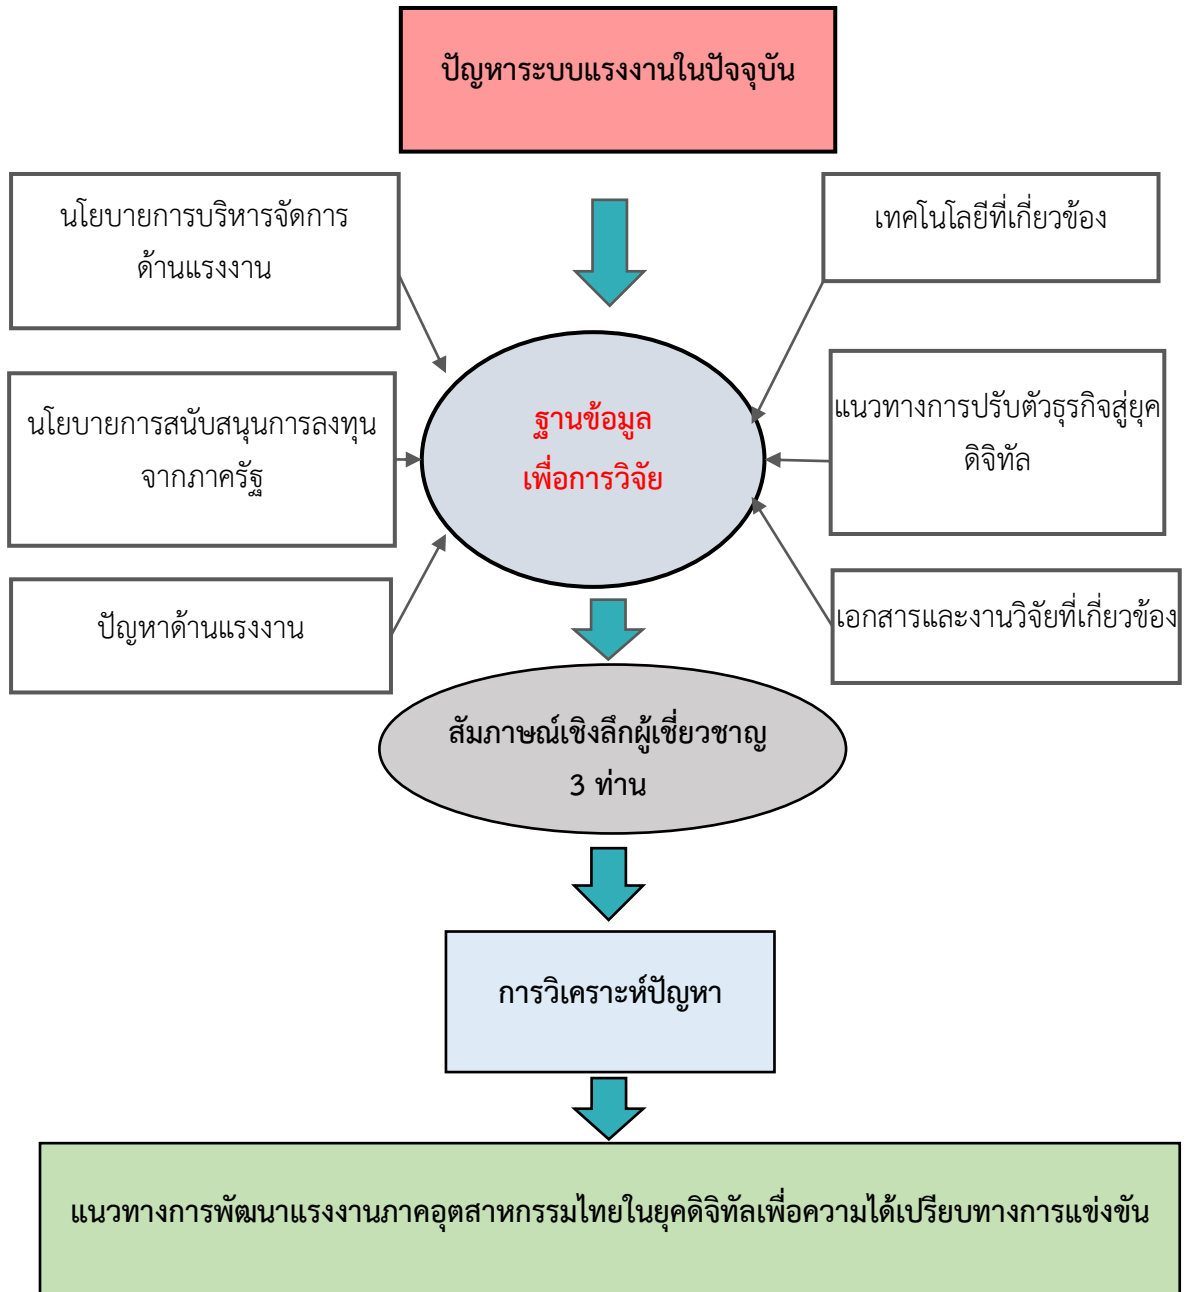 ปัญหาระบบแรงงานในปัจจุบัน
นโยบายการบริหารจัดการ
ด้านแรงงาน
เทคโนโลยีที่เกี่ยวข้อง
นโยบายการสนับสนุนการลงทุน
จากภาครัฐ
ฐานข้อมูล
เพื่อการวิจัย
แนวทางการปรับตัวธุรกิจสู่ยุค
ดิจิทัล
ปัญหาด้านแรงงาน
เอกสารและงานวิจัยที่เกี่ยวข้อง
สัมภาษณ์เชิงลึกผู้เชี่ยวชาญ
3 ท่าน
การวิเคราะห์ปัญหา
แนวทางการพัฒนาแรงงานภาคอุตสาหกรรมไทยในยุคดิจิทัลเพื่อความได้เปรียบทางการแข่งขัน